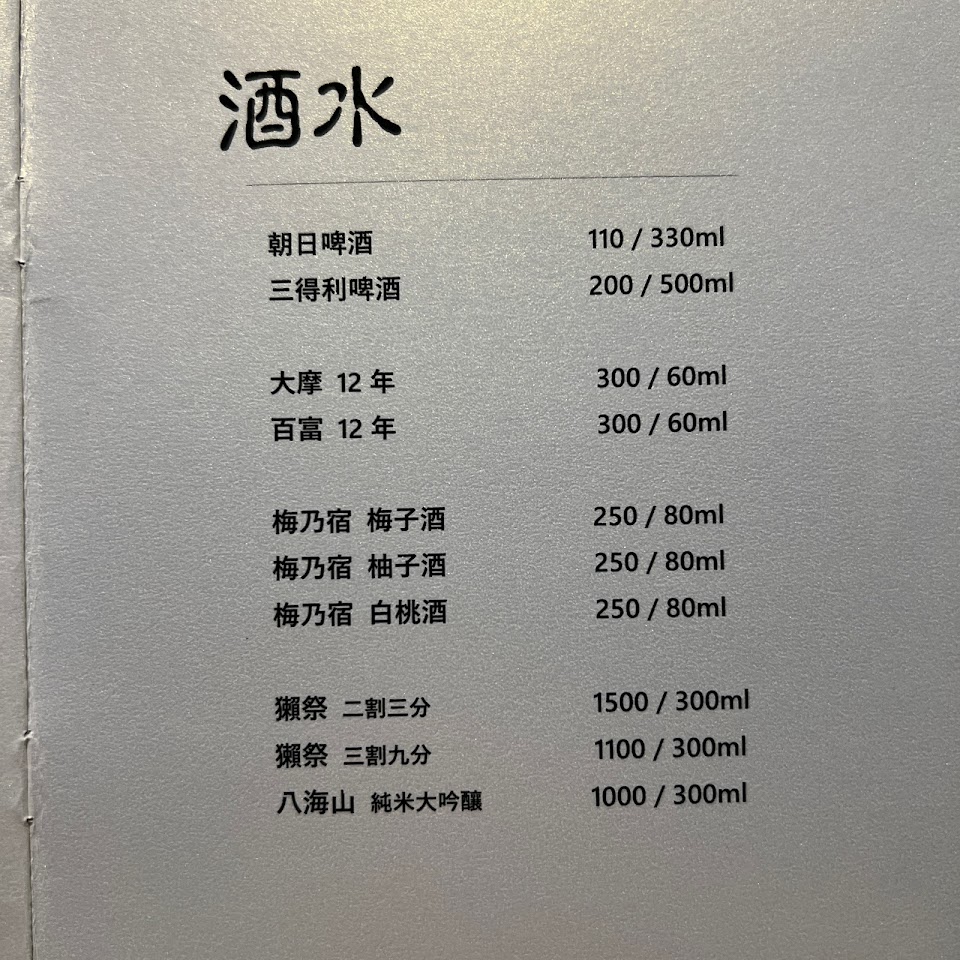 酒水
朝日啤酒 110 / 330ml
三得利啤酒 200 / 500ml
大摩 12 年 300 / 60ml
百富 12 年 300 / 60ml
梅乃宿 梅子酒 250 / 80ml
梅乃宿 柚子酒 250 / 80ml
梅乃宿 白桃酒 250 / 80ml
獺祭 二割三分 1500 / 300ml
獺祭 三割九分 1100 / 300ml
八海山 純米大吟釀 1000 / 300ml